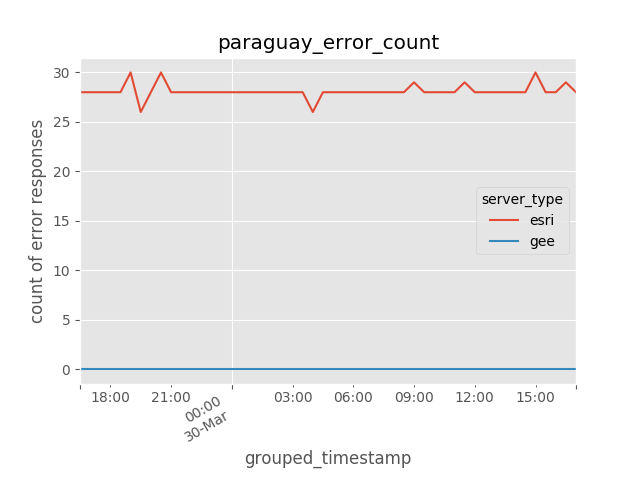 paraguay_error_count
count of error responses
30
25
20
15
10
5
0
server_type
esri
gee
18:00 21:00 00:00 03:00 06:00 09:00 12:00 15:00
30-Mar
grouped_timestamp